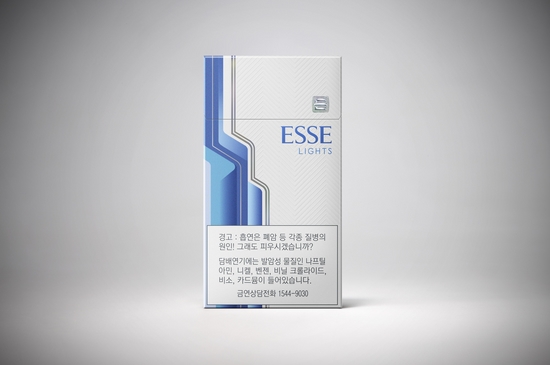 ESSE
LIGHTS
경고 : 흡연은 폐암 등 각종 질병의
원인! 그래도 피우시겠습니까?
담배연기에는 발암성 물질인 나프틸
아민, 니켈, 벤젠, 비닐 크롤라이드,
비소, 카드뮴이 들어있습니다.
금연상담전화 1544-9030